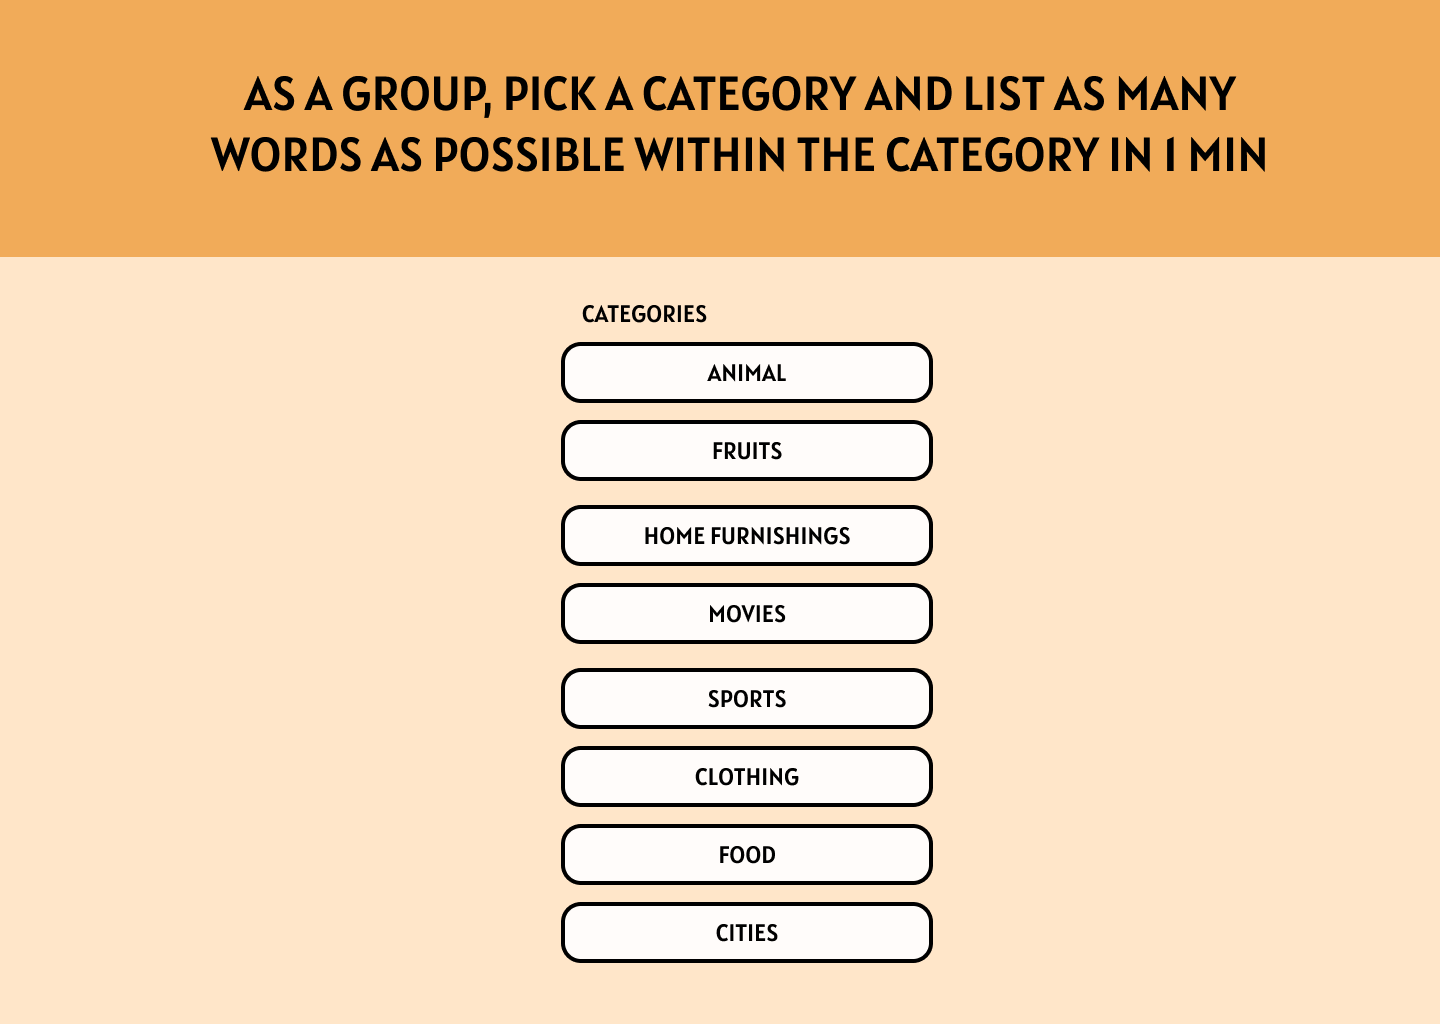 AS A GROUP, PICK A CATEGORY AND LIST AS MANY
WORDS AS POSSIBLE WITHIN THE CATEGORY IN 1 MIN
CATEGORIES
ANIMAL
FRUITS
HOME FURNISHINGS
MOVIES
SPORTS
CLOTHING
FOOD
CITIES